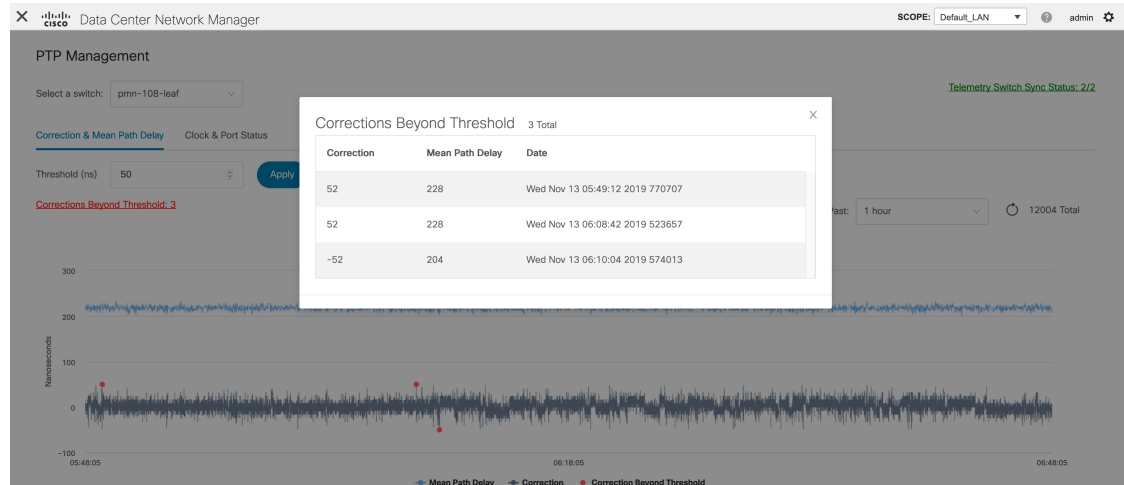 cisco Data Center Network Manager
SCOPE: Default_LAN
admin
PTP Management
Select a switch: pmn-108-leaf
Telemetry Switch Sync Status: 2/2
Correction & Mean Path Delay Clock & Port Status
Threshold (ns) 50 Apply
Corrections Beyond Threshold: 3
Past: 1 hour 12004 Total
Corrections Beyond Threshold 3 Total X
Correction Mean Path Delay Date
52 228 Wed Nov 13 05:49:12 2019 770707
52 228 Wed Nov 13 06:08:42 2019 523657
-52 204 Wed Nov 13 06:10:04 2019 574013
300
200
100
0
-100
Nanoseconds
05:48:05 06:18:05 06:48:05
Mean Path Delay Correction Correction Beyond Threshold